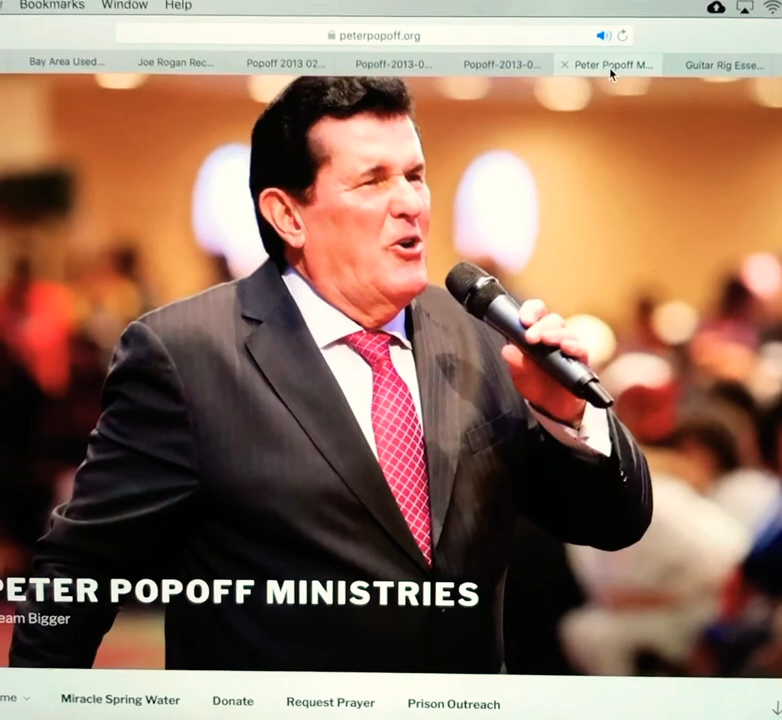 Bookmarks Window Help
peterpopoff.org
Bay Area Used... Joe Rogan Rec... Popoff 2013 02... Popoff-2013-0... Popoff-2013-0... Peter Popoff M... Guitar Rig Esse...
PETER POPOFF MINISTRIES
eam Bigger
me Miracle Spring Water Donate Request Prayer Prison Outreach